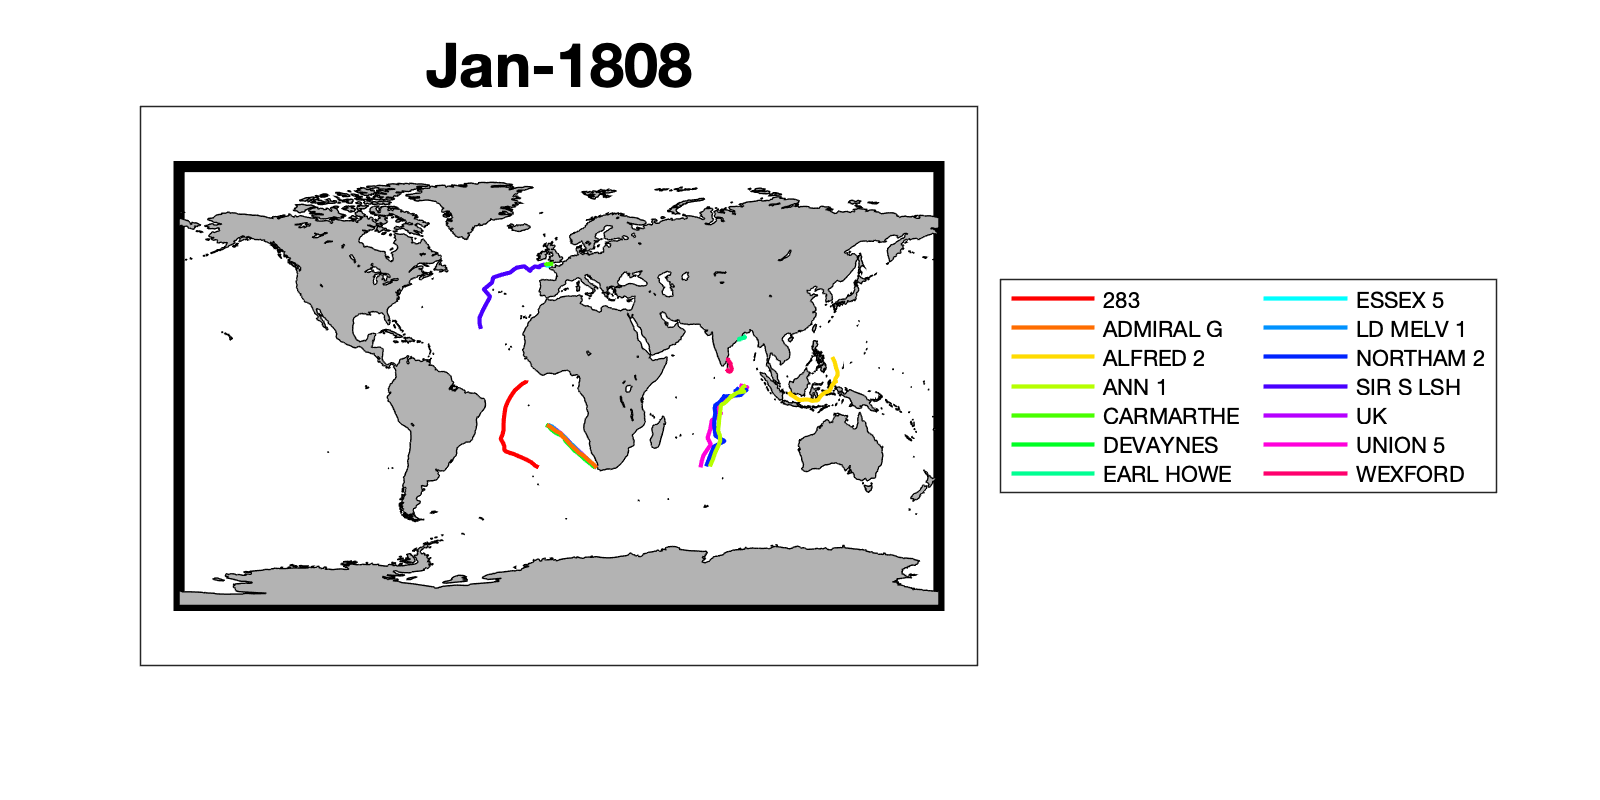 Jan-1808
283
ADMIRAL G
ALFRED 2
ANN 1
CARMARTHE
DEVAYNES
EARL HOWE
ESSEX 5
LD MELV 1
NORTHAM 2
SIR S LSH
UK
UNION 5
WEXFORD